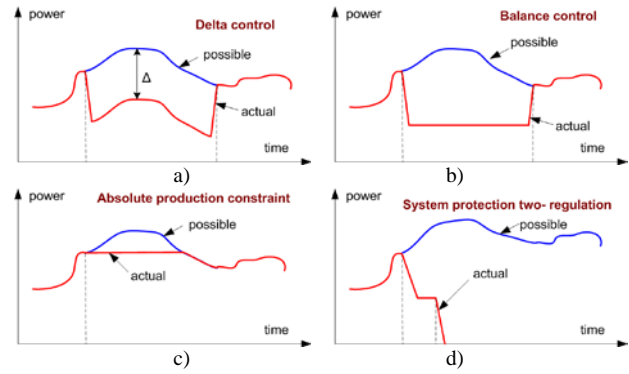 power
Delta control
possible
Δ
actual
time
a)
power
Balance control
possible
actual
time
b)
power
Absolute production constraint
possible
actual
time
c)
power
System protection two- regulation
possible
actual
time
d)